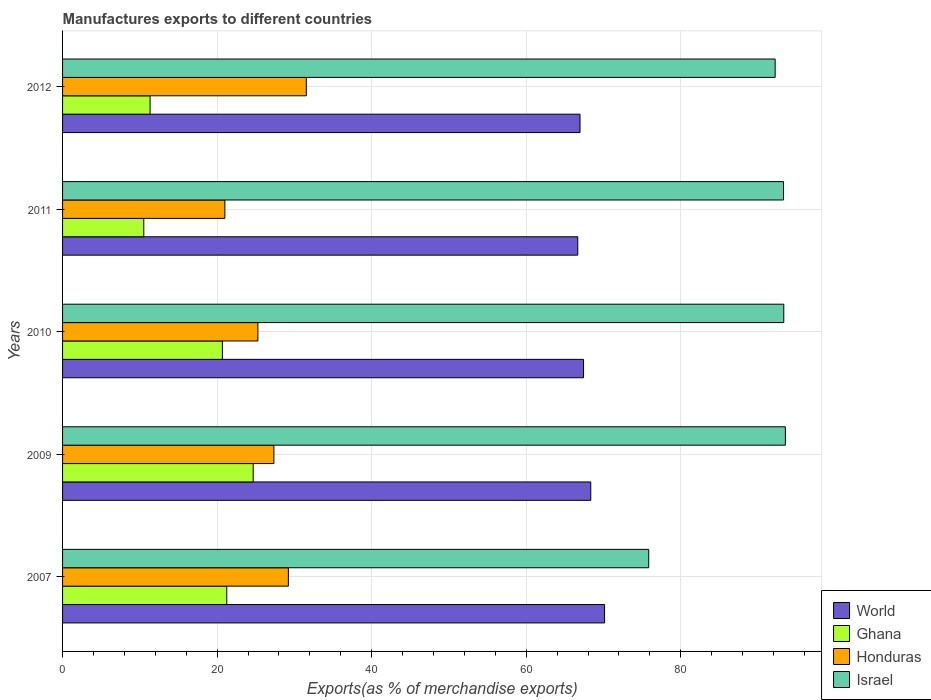 Manufactures exports to different countries
2012
2011
2010
2009
2007
Years
0
20
40
60
80
Exports(as % of merchandise exports)
World
Ghana
Honduras
Israel